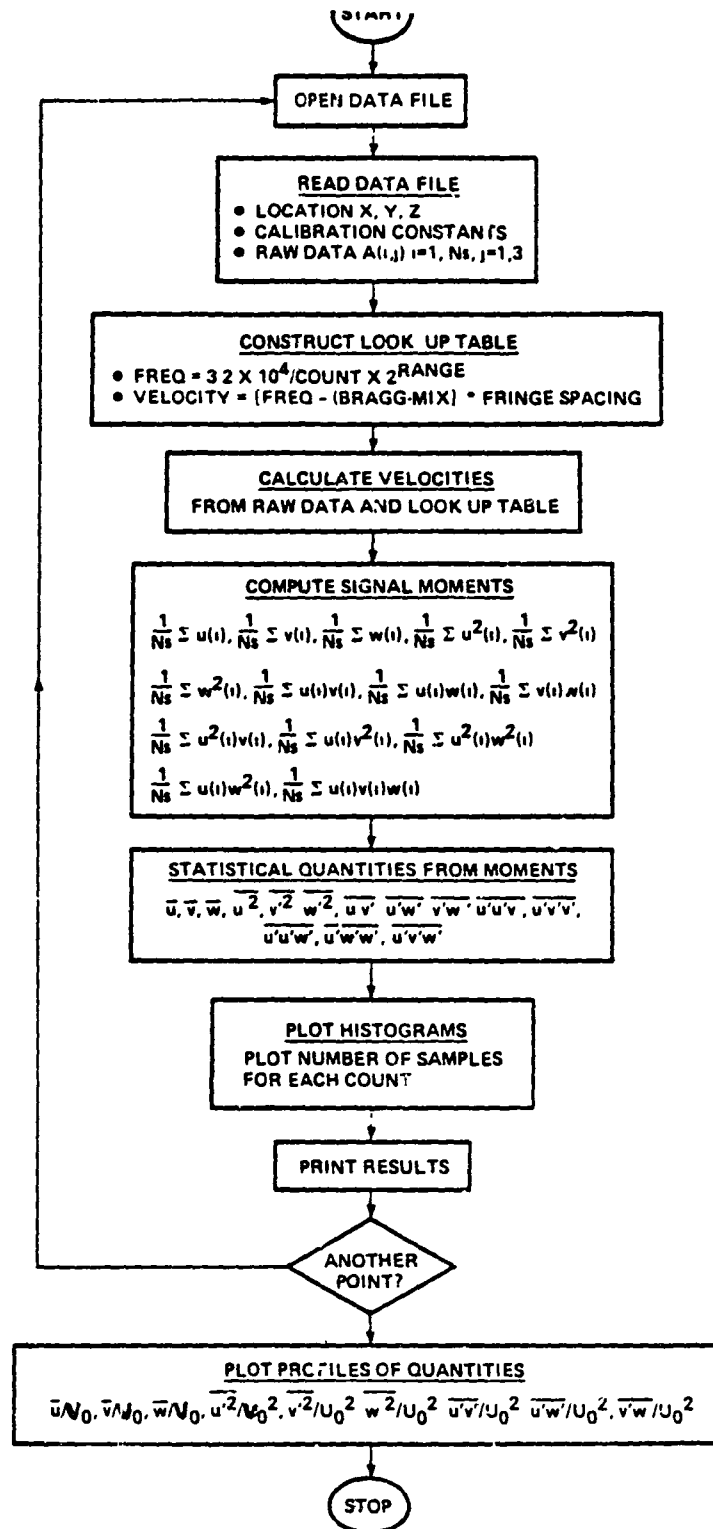 START
OPEN DATA FILE
READ DATA FILE
• LOCATION X, Y, Z
• CALIBRATION CONSTANTS
• RAW DATA A(i,j) i=1, Ns, j=1,3
CONSTRUCT LOOK UP TABLE
• FREQ = 3 2 X 10⁴/COUNT X 2^RANGE
• VELOCITY = [FREQ - (BRAGG-MIX] * FRINGE SPACING
CALCULATE VELOCITIES
FROM RAW DATA AND LOOK UP TABLE
COMPUTE SIGNAL MOMENTS
1/Ns Σ u(i), 1/Ns Σ v(i), 1/Ns Σ w(i), 1/Ns Σ u²(i), 1/Ns Σ v²(i)
1/Ns Σ w²(i), 1/Ns Σ u(i)v(i), 1/Ns Σ u(i)w(i), 1/Ns Σ v(i)w(i)
1/Ns Σ u²(i)v(i), 1/Ns Σ u(i)v²(i), 1/Ns Σ u²(i)w²(i)
1/Ns Σ u(i)w²(i), 1/Ns Σ u(i)v(i)w(i)
STATISTICAL QUANTITIES FROM MOMENTS
u̅, v̅, w̅, u'²̅, v'²̅ w'²̅, u v'̅ u'w'̅ v'w'̅ u'u'v̅, u'v'v'̅,
u'u'w'̅, u'w'w'̅, u'v'w'̅
PLOT HISTOGRAMS
PLOT NUMBER OF SAMPLES
FOR EACH COUNT
PRINT RESULTS
ANOTHER
POINT?
PLOT PROFILES OF QUANTITIES
u̅/U₀, v̅/U₀, w̅/U₀, u'²̅/U₀², v'²̅/U₀² w²̅/U₀² u'v'̅/U₀² u'w'̅/U₀², v'w̅/U₀²
STOP